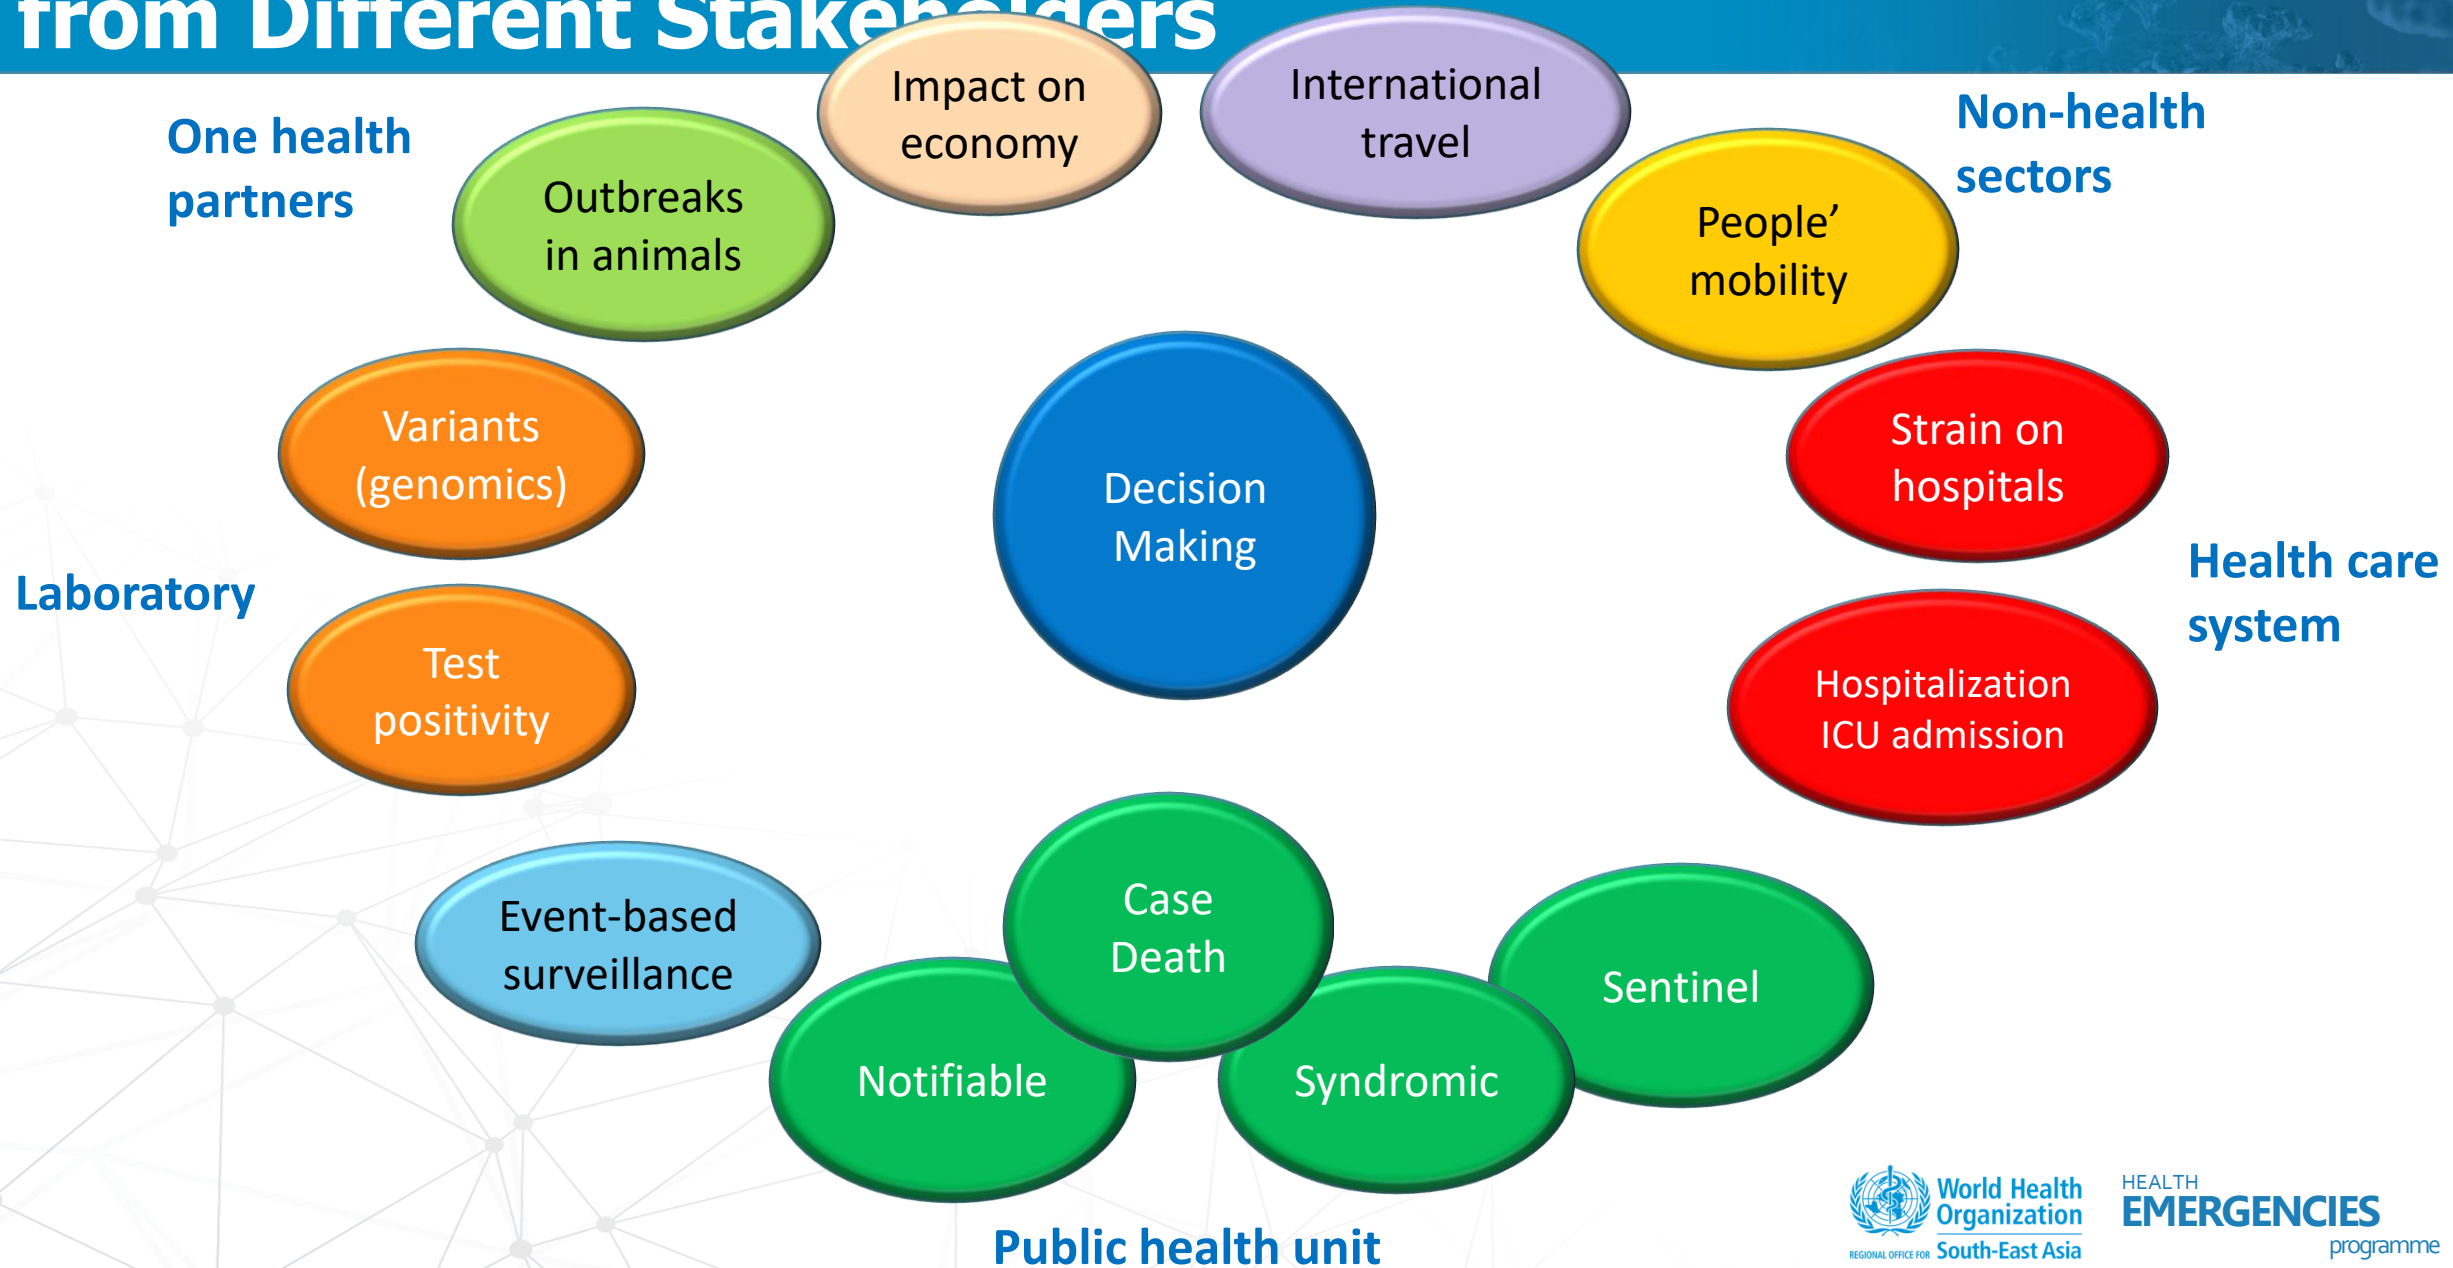 from Different Stakeholders
Impact on
economy
International
travel
One health
partners
Non-health
sectors
Outbreaks
in animals
People’
mobility
Variants
(genomics)
Strain on
hospitals
Decision
Making
Laboratory
Health care
system
Test
positivity
Hospitalization
ICU admission
Event-based
surveillance
Case
Death
Sentinel
Notifiable
Syndromic
Public health unit
World Health
Organization
REGIONAL OFFICE FOR South-East Asia
HEALTH
EMERGENCIES
programme